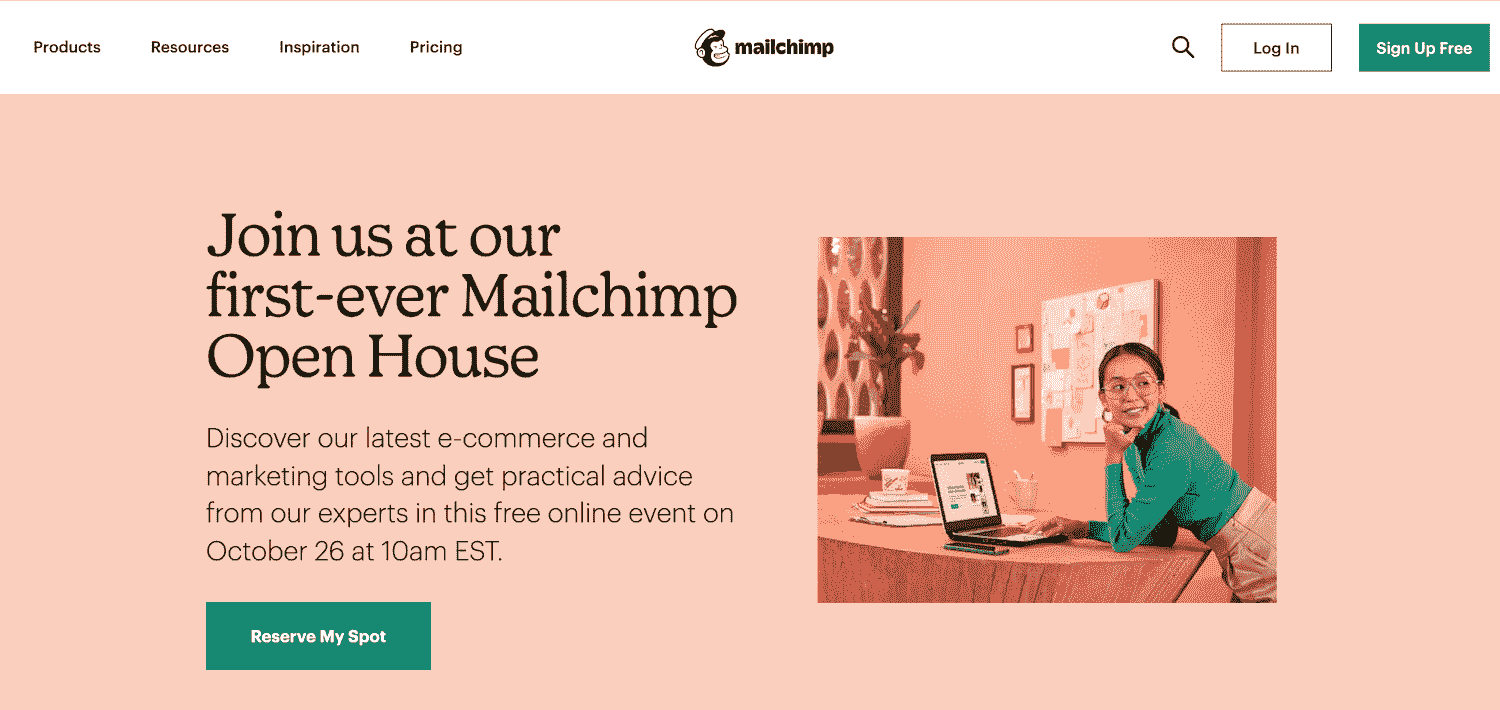 Products
Resources
Inspiration
Pricing
mailchimp
Log In
Sign Up Free
Join us at our
first-ever Mailchimp
Open House
Discover our latest e-commerce and
marketing tools and get practical advice
from our experts in this free online event on
October 26 at 10am EST.
Reserve My Spot